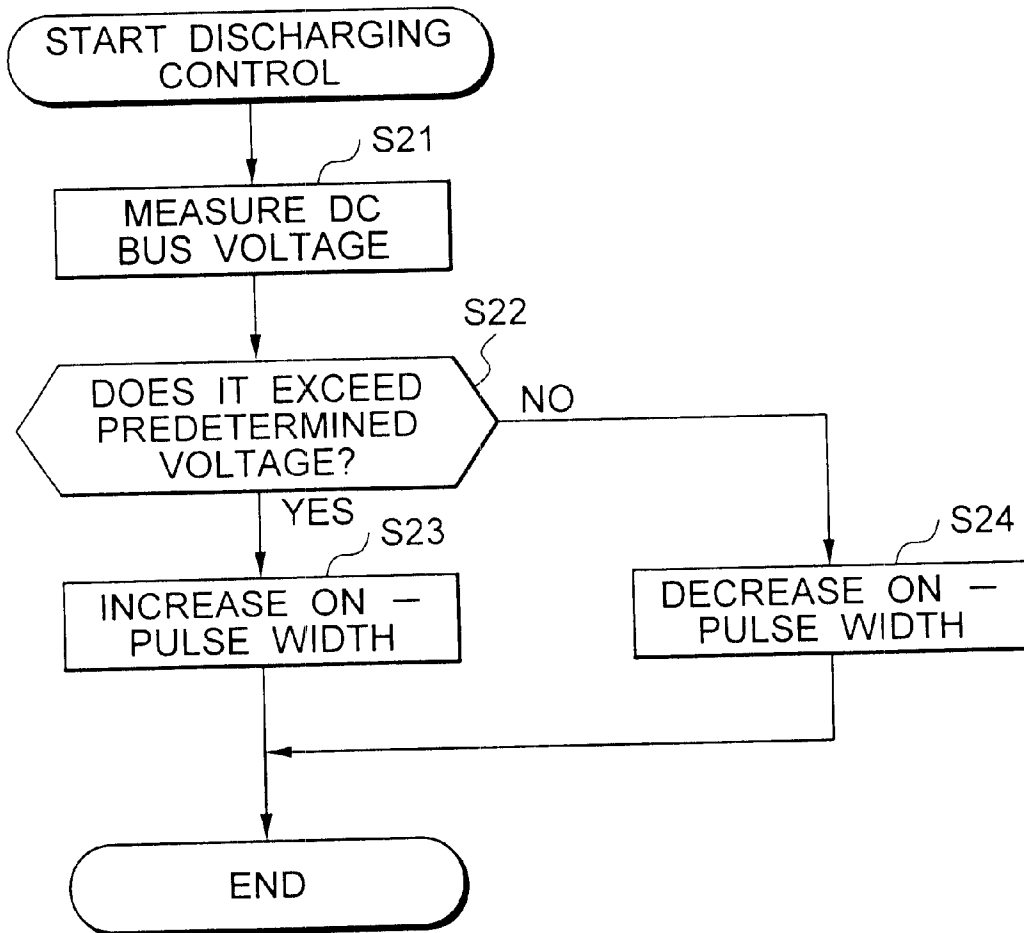 START DISCHARGING
CONTROL
S21
MEASURE DC
BUS VOLTAGE
S22
DOES IT EXCEED
PREDETERMINED
VOLTAGE?
NO
YES
S23
INCREASE ON —
PULSE WIDTH
S24
DECREASE ON —
PULSE WIDTH
END